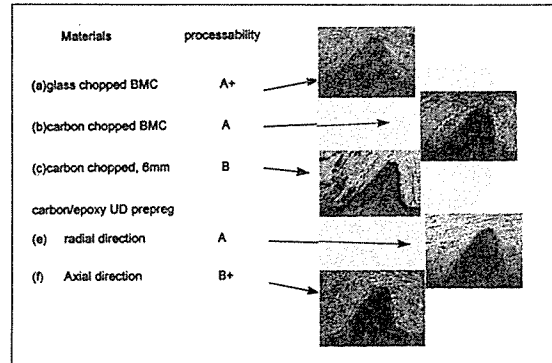 Materials processability
(a)glass chopped BMC A+
(b)carbon chopped BMC A
(c)carbon chopped, 6mm B
carbon/epoxy UD prepreg
(e) radial direction A
(f) Axial direction B+